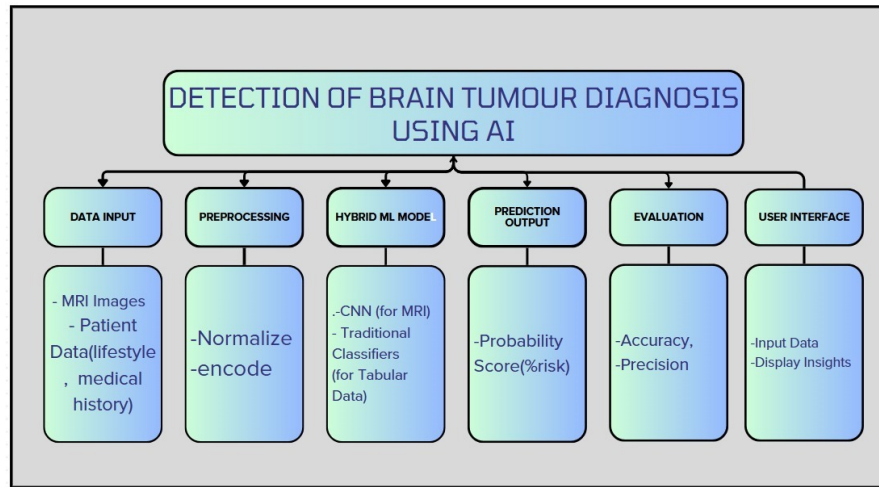 DETECTION OF BRAIN TUMOUR DIAGNOSIS
USING AI
DATA INPUT
PREPROCESSING
HYBRID ML MODEL
PREDICTION
OUTPUT
EVALUATION
USER INTERFACE
- MRI Images
- Patient
Data(lifestyle
, medical
history)
-Normalize
-encode
.-CNN (for MRI)
- Traditional
Classifiers
(for Tabular
Data)
-Probability
Score(%risk)
-Accuracy,
-Precision
-Input Data
-Display Insights